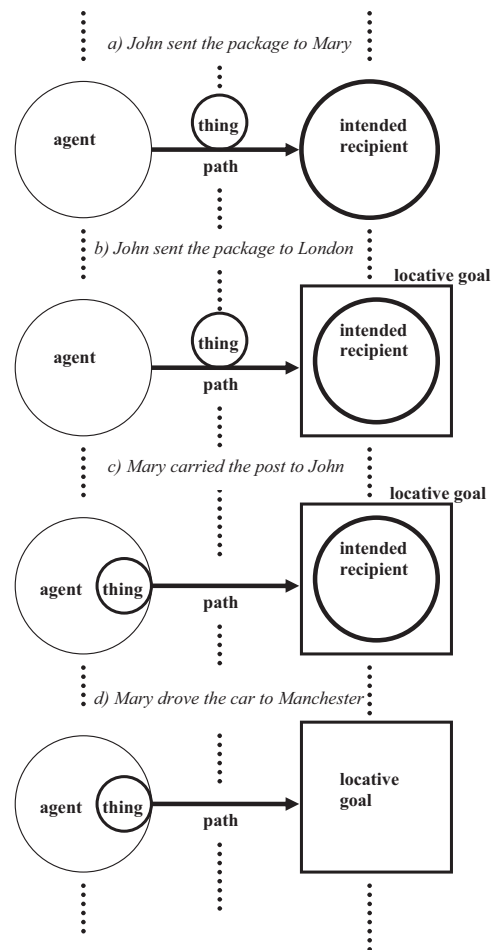 a) John sent the package to Mary
agent
thing
path
intended
recipient
b) John sent the package to London
locative goal
agent
thing
path
intended
recipient
c) Mary carried the post to John
locative goal
agent
thing
path
intended
recipient
d) Mary drove the car to Manchester
agent
thing
path
locative
goal